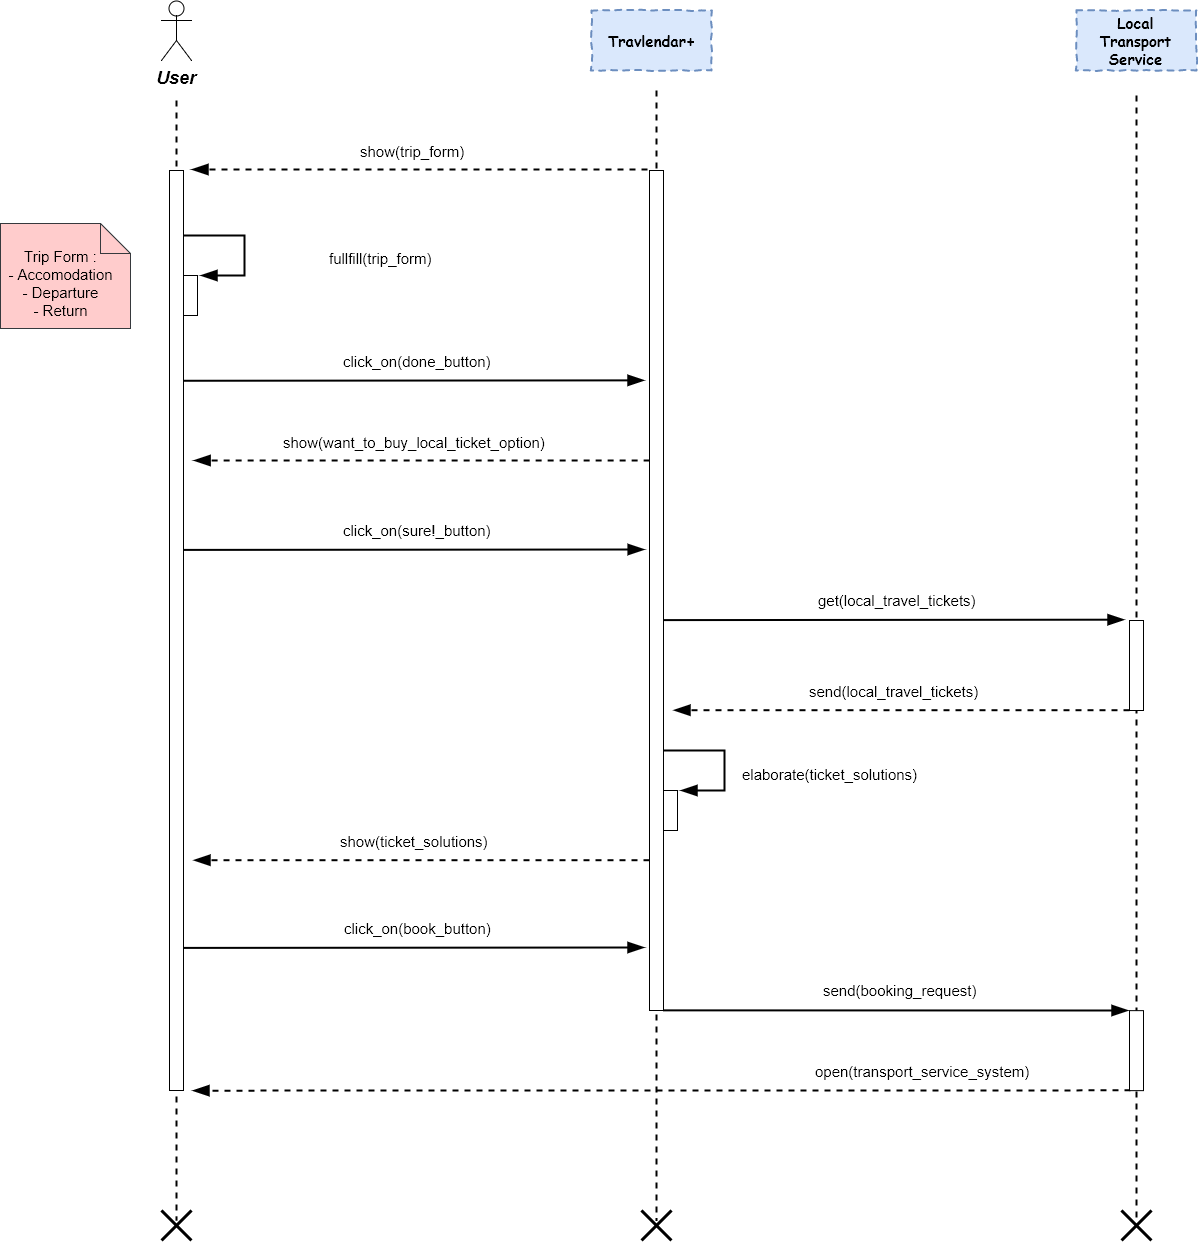 User
Travlendar+
Local
Transport
Service
show(trip_form)
Trip Form :
- Accomodation
- Departure
- Return
fullfill(trip_form)
click_on(done_button)
show(want_to_buy_local_ticket_option)
click_on(sure!_button)
get(local_travel_tickets)
send(local_travel_tickets)
elaborate(ticket_solutions)
show(ticket_solutions)
click_on(book_button)
send(booking_request)
open(transport_service_system)